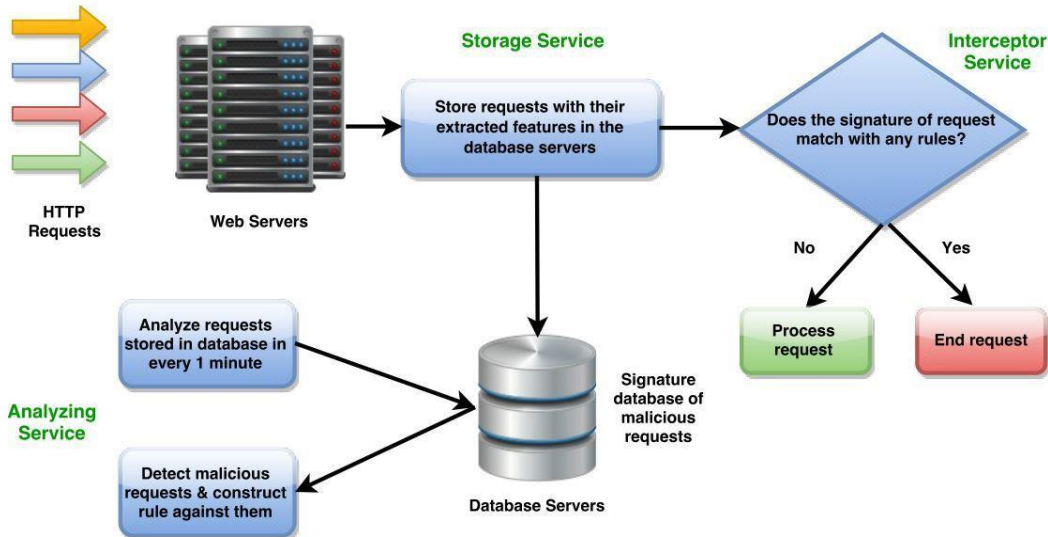 Storage Service
Interceptor
Service
Store requests with their
extracted features in the
database servers
Does the signature of request
match with any rules?
HTTP
Requests
Web Servers
No
Yes
Process
request
End request
Analyze requests
stored in database in
every 1 minute
Signature
database of
malicious
requests
Analyzing
Service
Detect malicious
requests & construct
rule against them
Database Servers